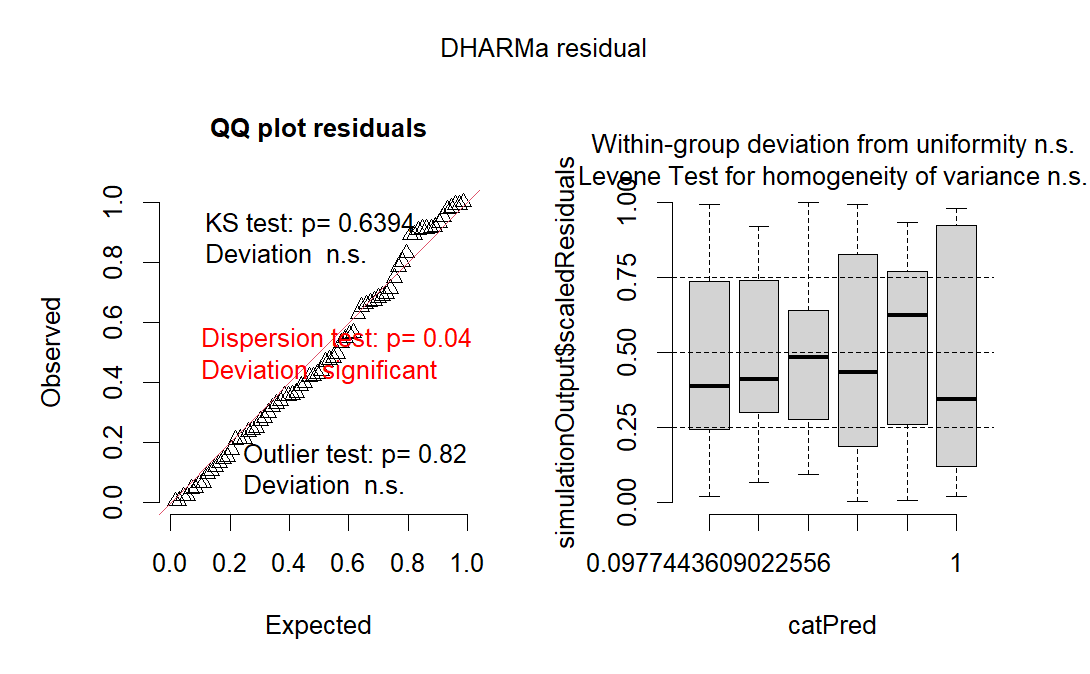 DHARMa residual
QQ plot residuals
KS test: p= 0.6394
Deviation n.s.
Dispersion test: p= 0.04
Deviation significant
Outlier test: p= 0.82
Deviation n.s.
Observed
0.0 0.2 0.4 0.6 0.8 1.0
0.0 0.2 0.4 0.6 0.8 1.0
Expected
Within-group deviation from uniformity n.s.
Levene Test for homogeneity of variance n.s.
simulationOutput$scaledResiduals
0.00 0.25 0.50 0.75 1.00
0.0977443609022556 1
catPred